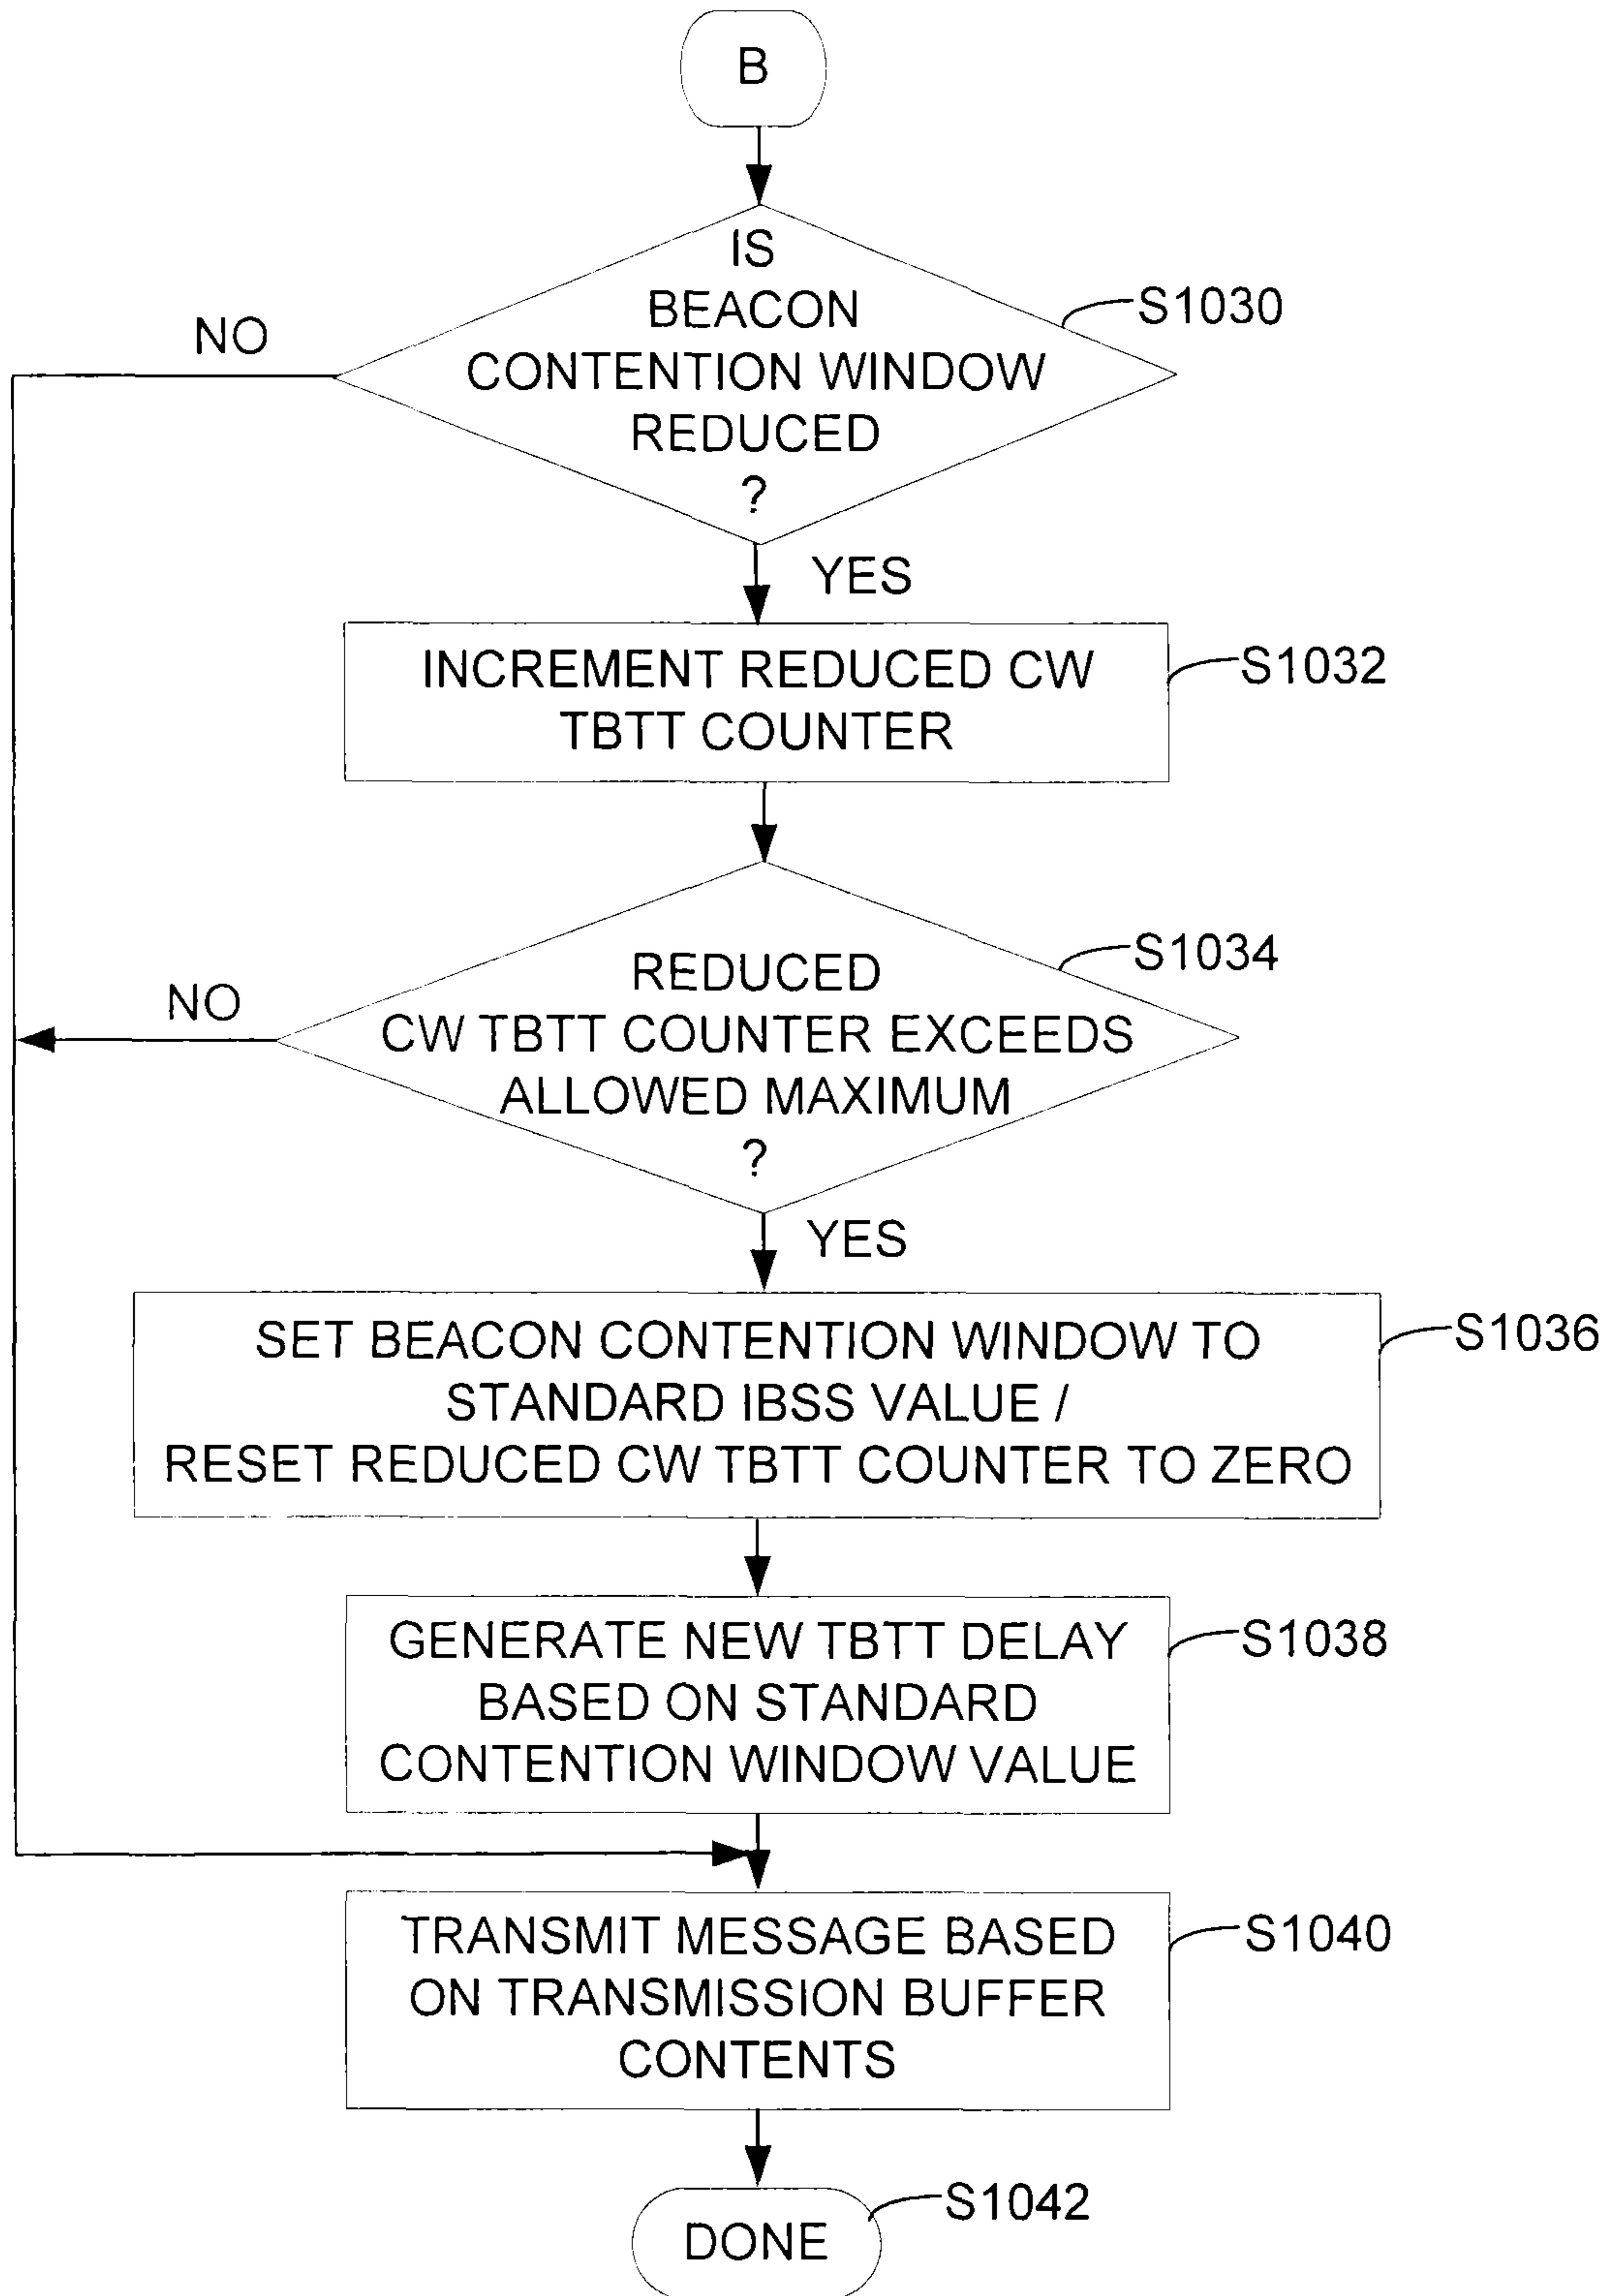 B
IS
BEACON
CONTENTION WINDOW
REDUCED
?
S1030
NO
YES
INCREMENT REDUCED CW
TBTT COUNTER
S1032
REDUCED
CW TBTT COUNTER EXCEEDS
ALLOWED MAXIMUM
?
S1034
NO
YES
SET BEACON CONTENTION WINDOW TO
STANDARD IBSS VALUE /
RESET REDUCED CW TBTT COUNTER TO ZERO
S1036
GENERATE NEW TBTT DELAY
BASED ON STANDARD
CONTENTION WINDOW VALUE
S1038
TRANSMIT MESSAGE BASED
ON TRANSMISSION BUFFER
CONTENTS
S1040
DONE
S1042